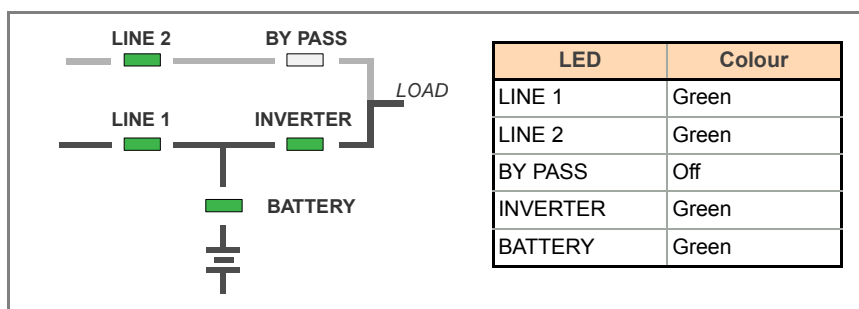 LINE 2 BY PASS
LOAD
LINE 1 INVERTER
BATTERY
LED Colour
LINE 1 Green
LINE 2 Green
BY PASS Off
INVERTER Green
BATTERY Green